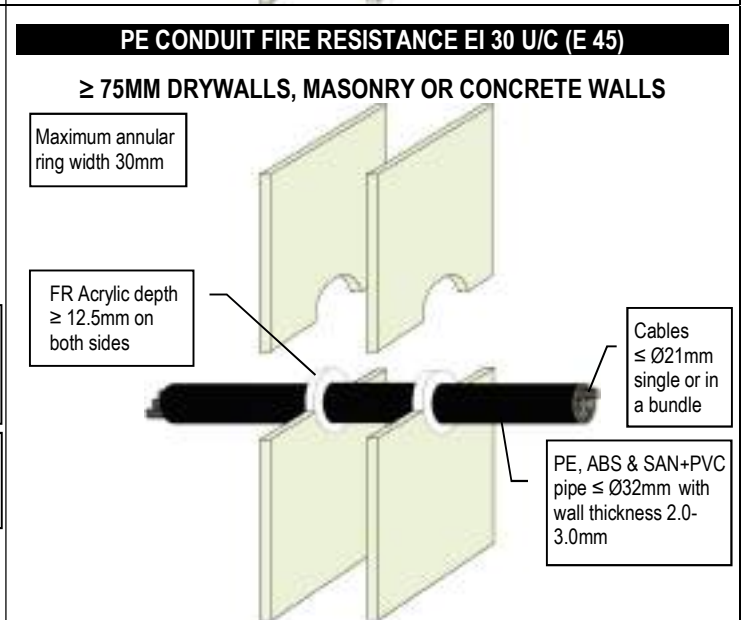 PE CONDUIT FIRE RESISTANCE EI 30 U/C (E 45)
≥ 75MM DRYWALLS, MASONRY OR CONCRETE WALLS
Maximum annular
ring width 30mm
FR Acrylic depth
≥ 12.5mm on
both sides
Cables
≤ Ø21mm
single or in
a bundle
PE, ABS & SAN+PVC
pipe ≤ Ø32mm with
wall thickness 2.0-
3.0mm